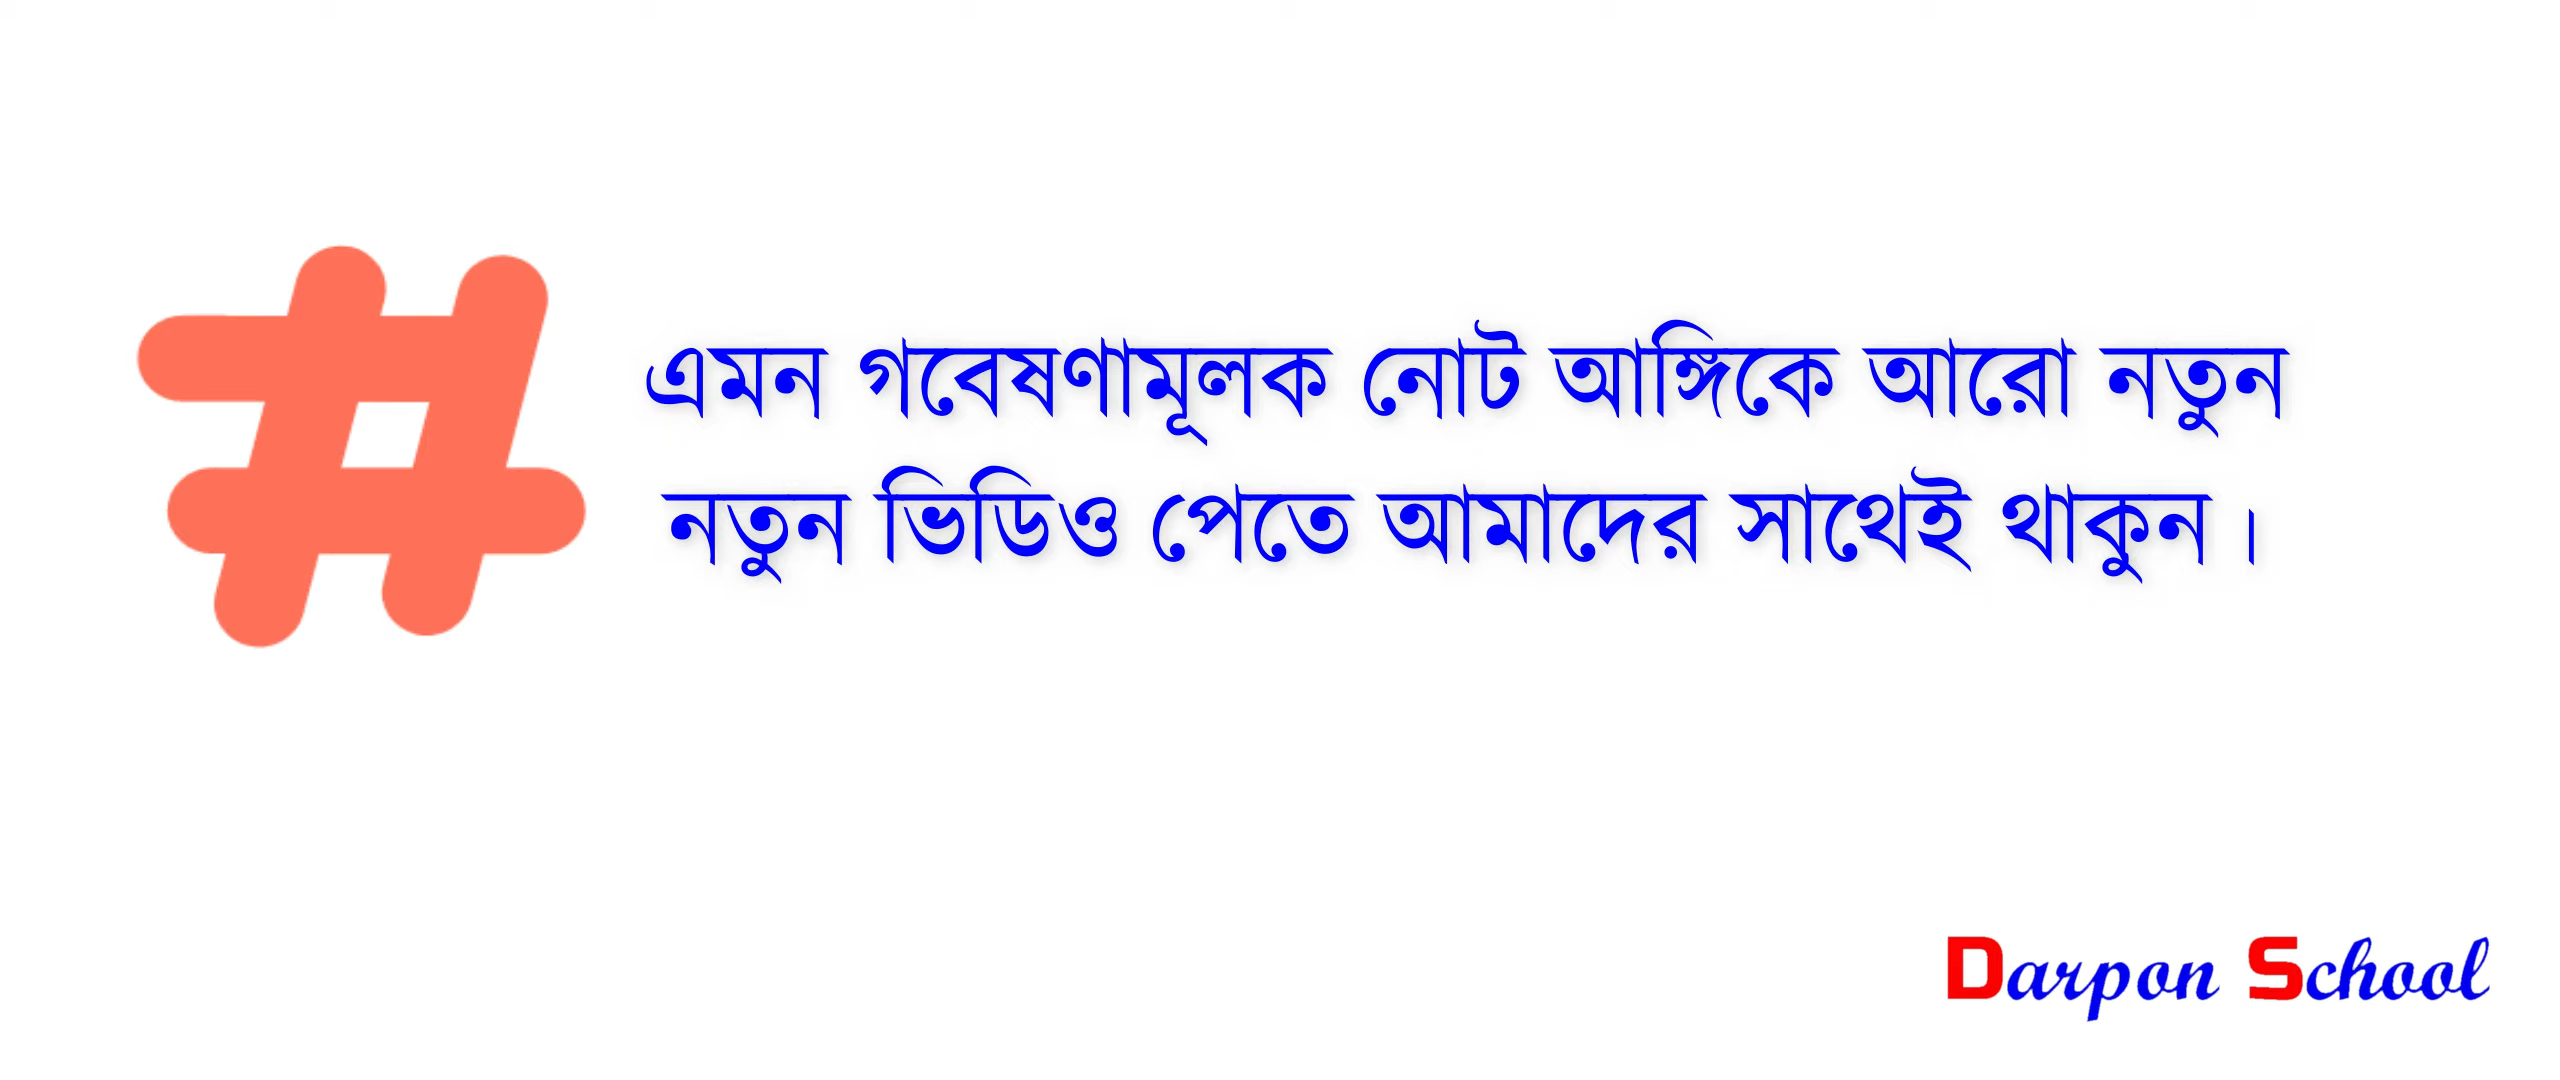 # এমন গবেষণামূলক নোট আঙ্গিকে আরো নতুন
নতুন ভিডিও পেতে আমাদের সাথেই থাকুন।
Darpon School